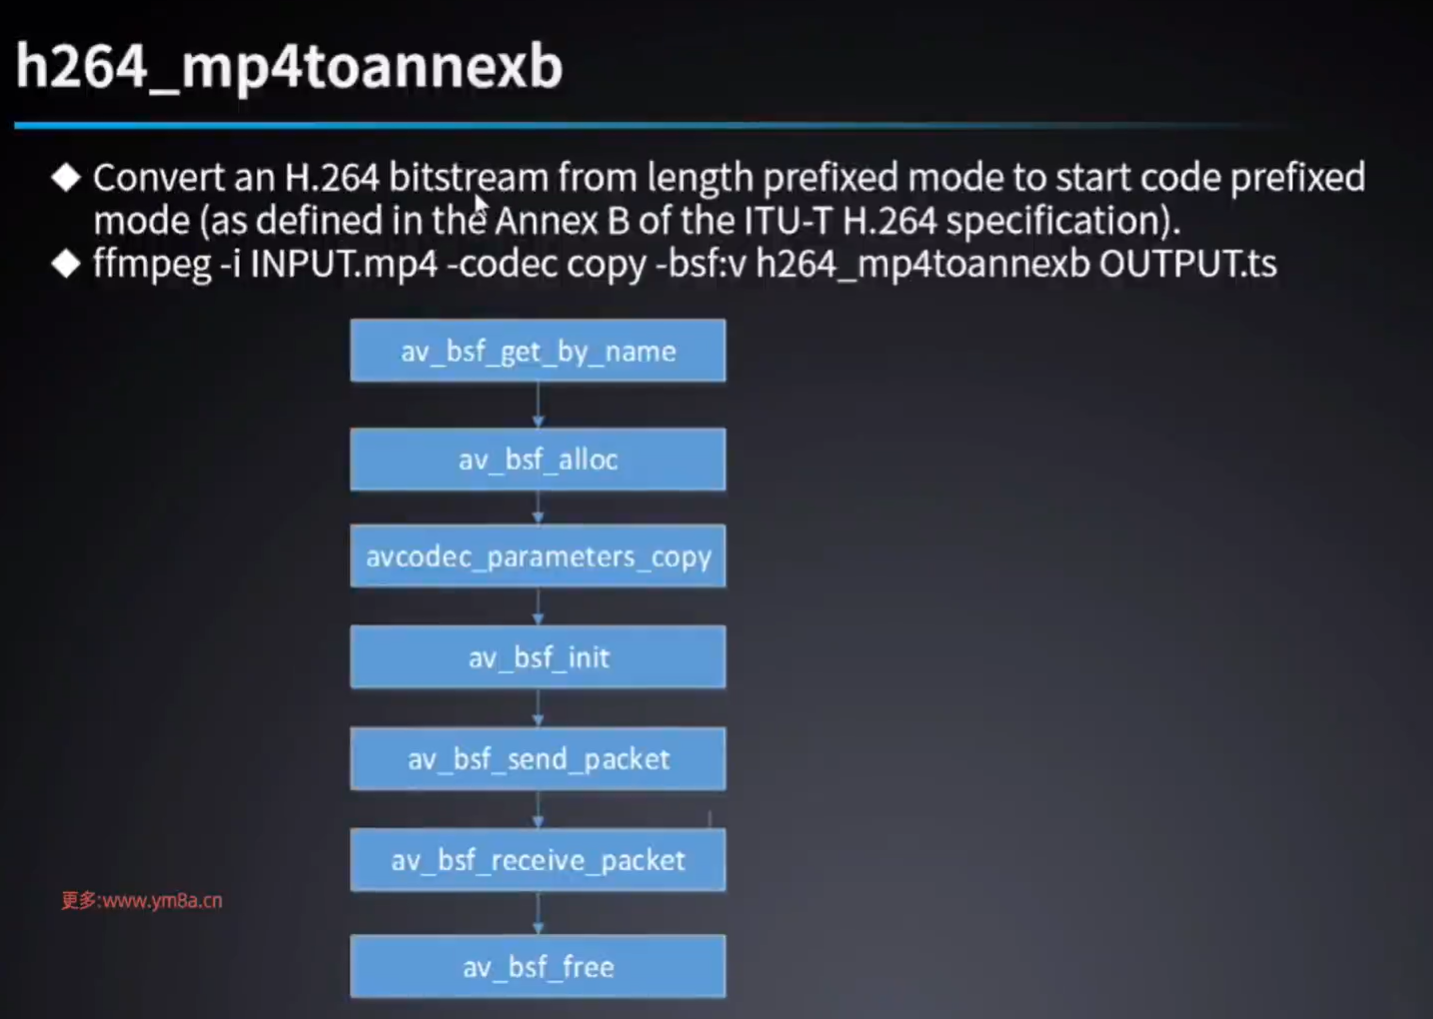 h264_mp4toannexb
Convert an H.264 bitstream from length prefixed mode to start code prefixed
mode (as defined in the Annex B of the ITU-T H.264 specification).
ffmpeg -i INPUT.mp4 -codec copy -bsf:v h264_mp4toannexb OUTPUT.ts
av_bsf_get_by_name
av_bsf_alloc
avcodec_parameters_copy
av_bsf_init
av_bsf_send_packet
av_bsf_receive_packet
更多:www.ym8a.cn
av_bsf_free